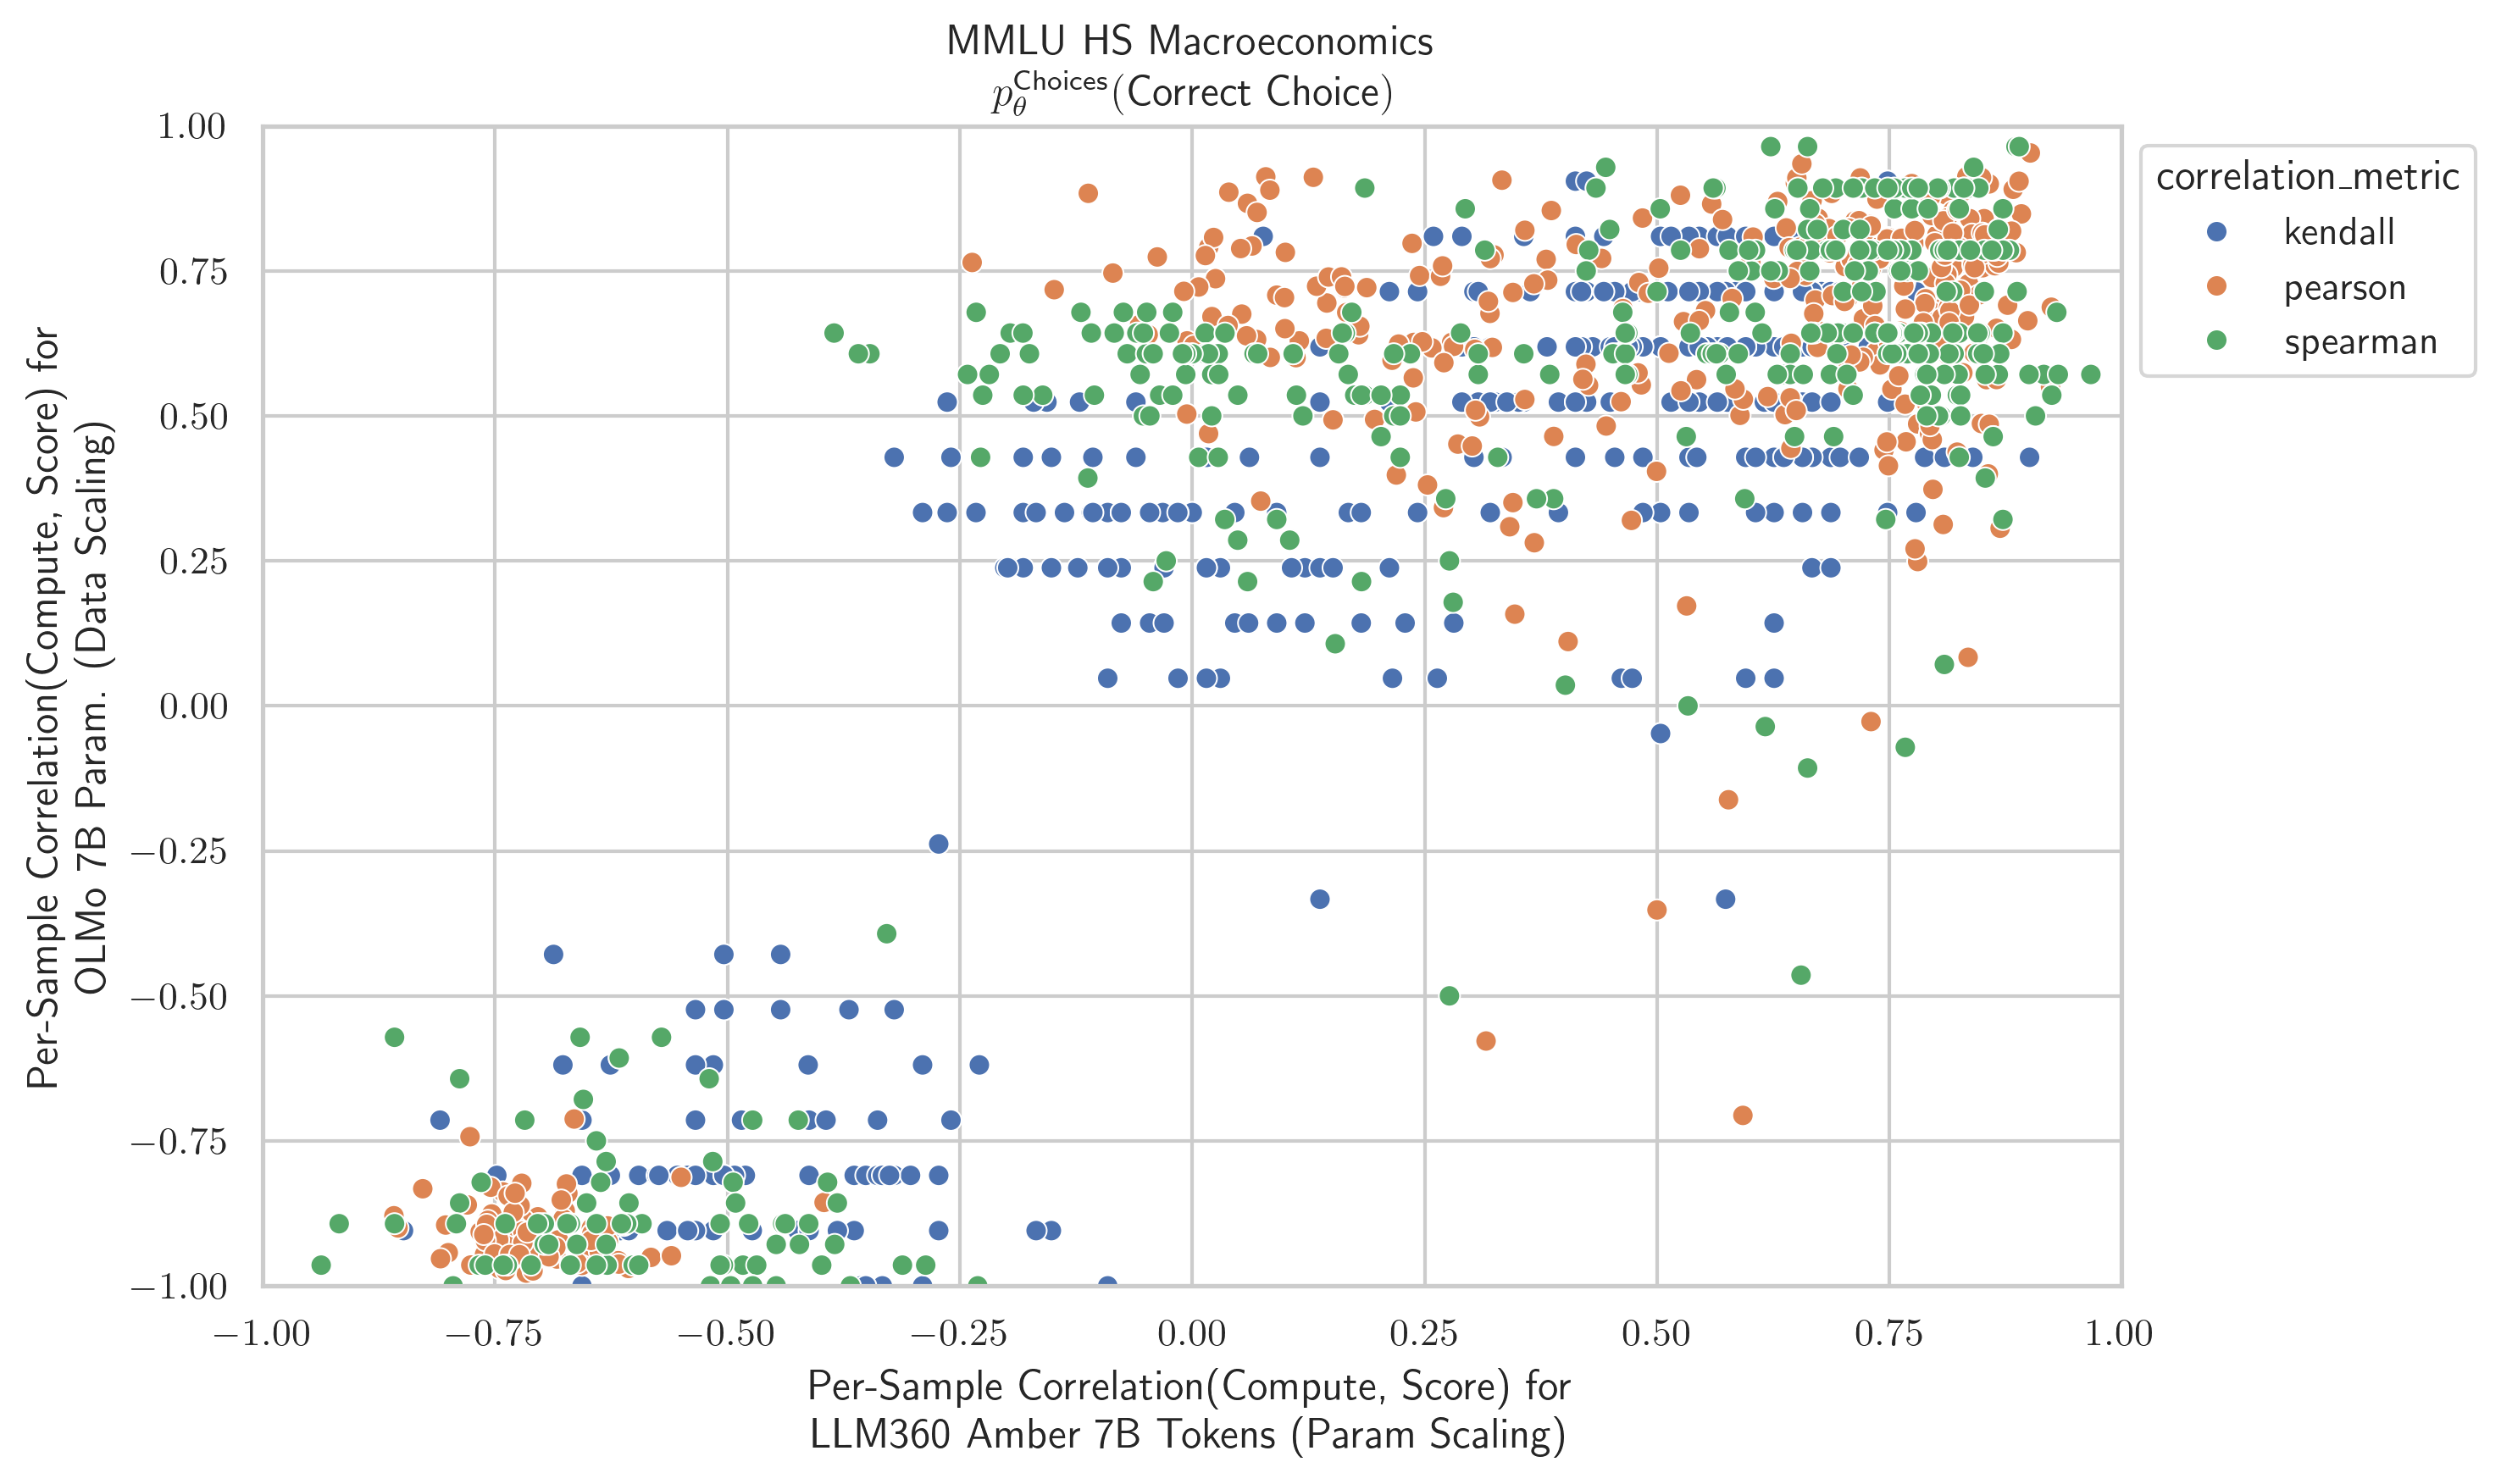 MMLU HS Macroeconomics
p_θ^Choices(Correct Choice)
1.00
0.75
0.50
0.25
0.00
−0.25
−0.50
−0.75
−1.00
Per-Sample Correlation(Compute, Score) for
OLMo 7B Param. (Data Scaling)
−1.00
−0.75
−0.50
−0.25
0.00
0.25
0.50
0.75
1.00
Per-Sample Correlation(Compute, Score) for
LLM360 Amber 7B Tokens (Param Scaling)
correlation_metric
kendall
pearson
spearman